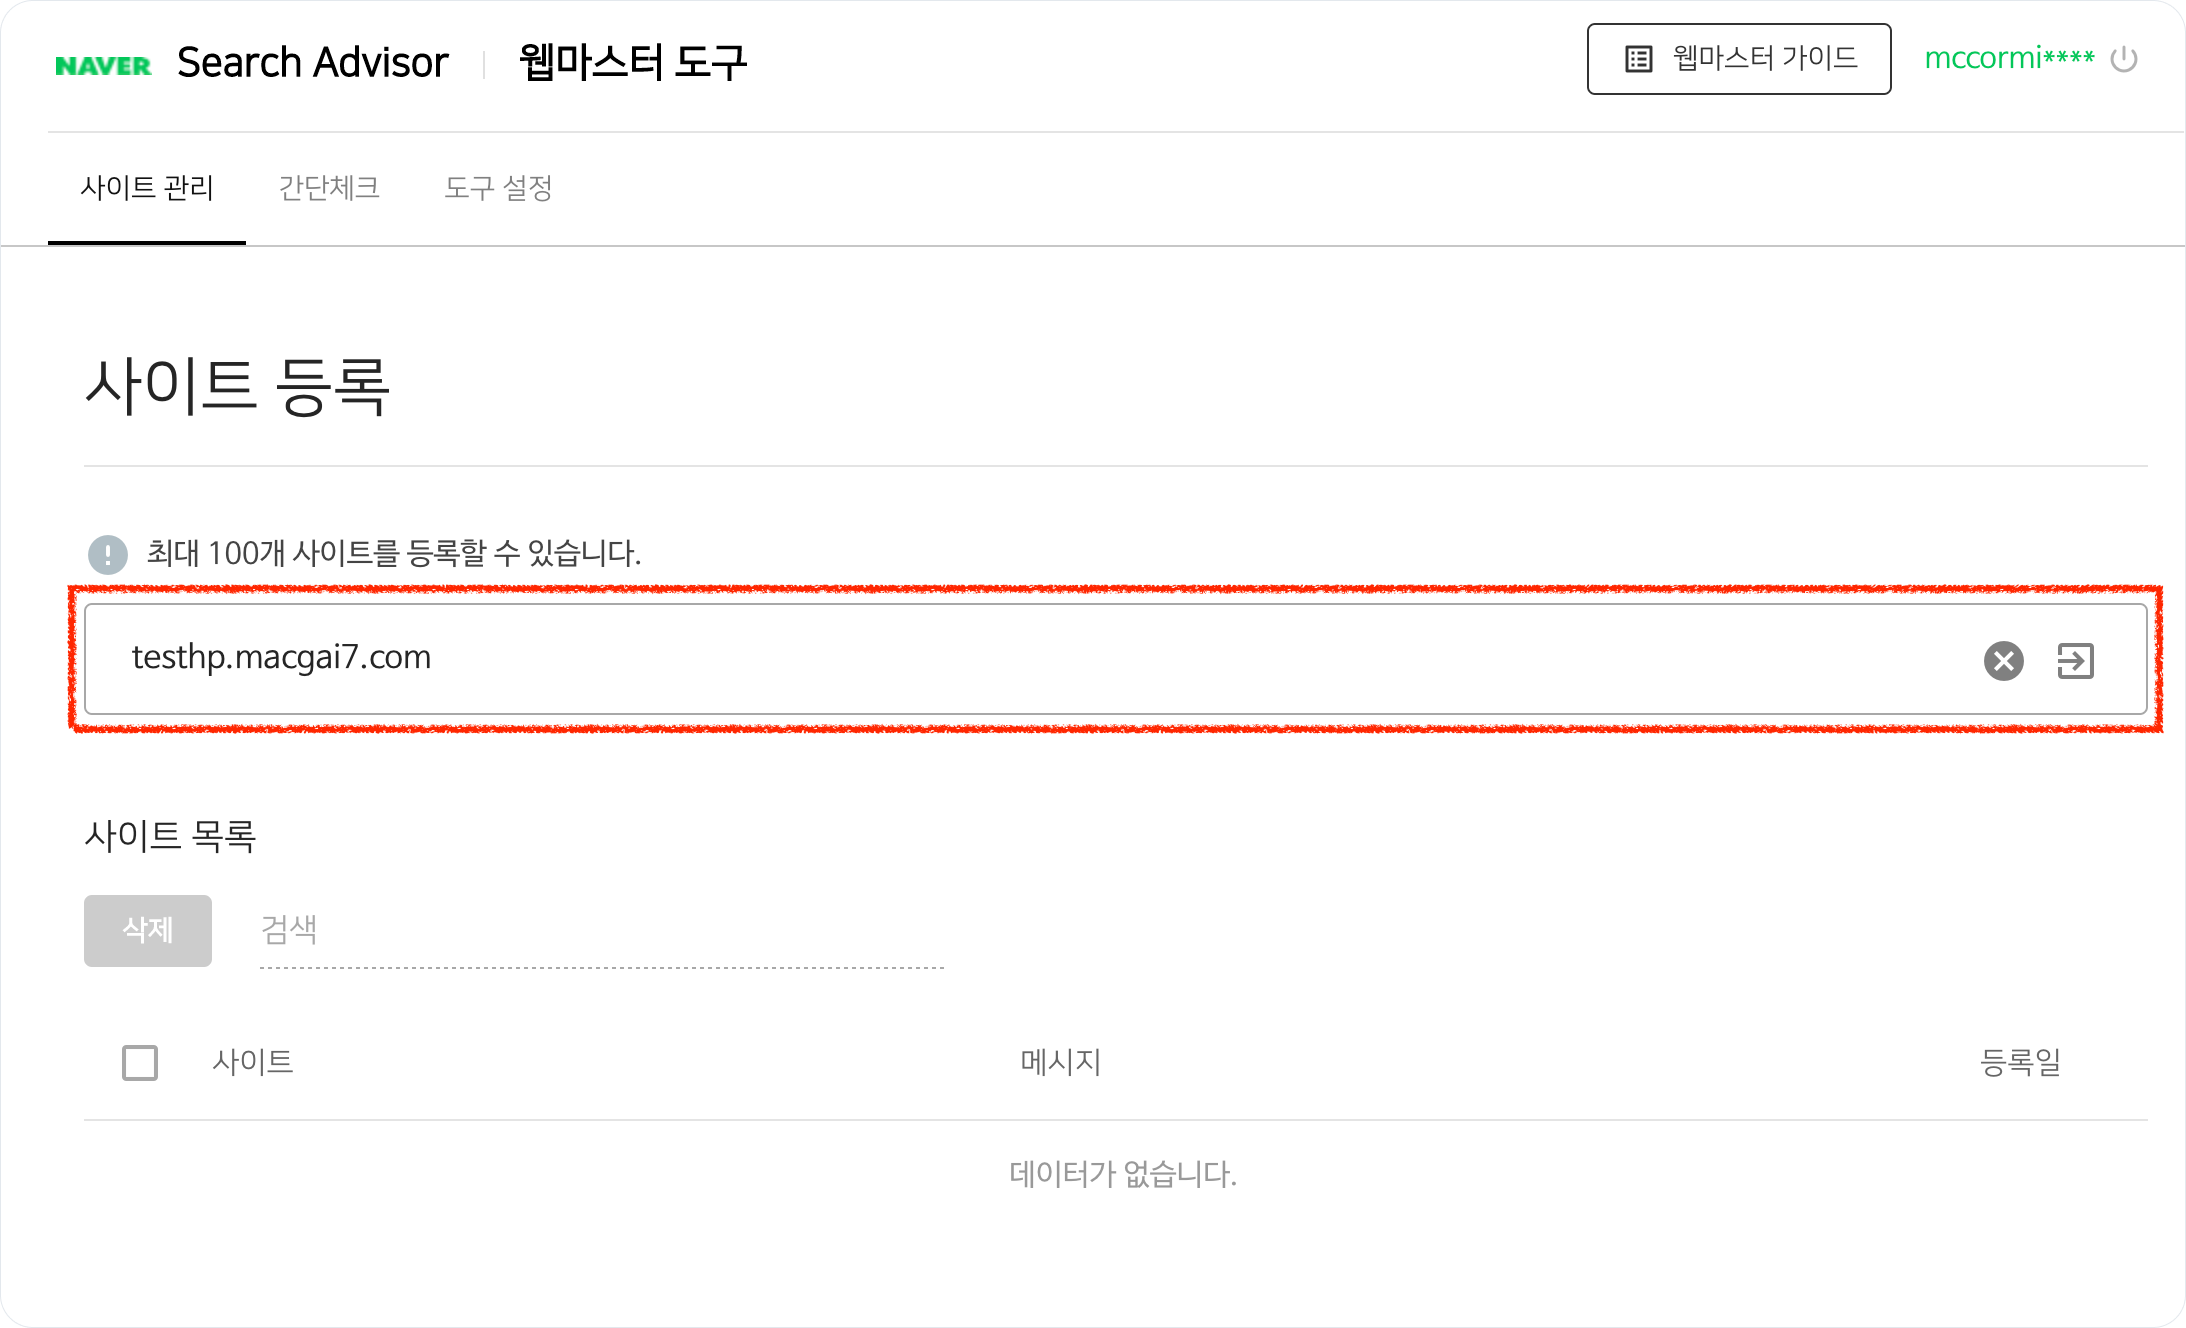 NAVER Search Advisor 웹마스터 도구 웹마스터 가이드 mccormi****
사이트 관리 간단체크 도구 설정
사이트 등록
최대 100개 사이트를 등록할 수 있습니다.
testhp.macgai7.com
사이트 목록
삭제 검색
사이트 메시지 등록일
데이터가 없습니다.